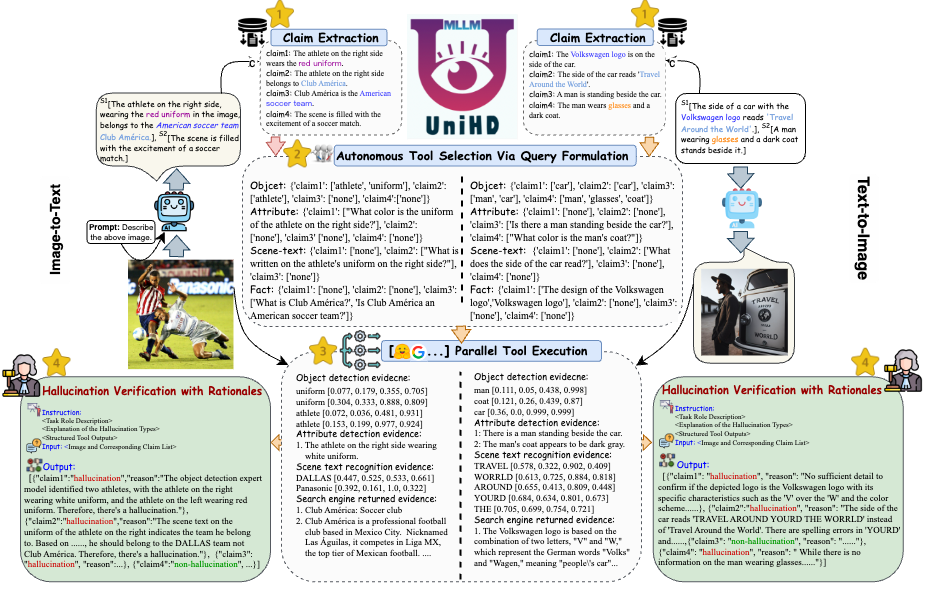 1
Claim Extraction
claim1: The athlete on the right side
wears the red uniform.
claim2: The athlete on the right side
belongs to Club América.
claim3: Club América is the American
soccer team.
claim4: The scene is filled with the
excitement of a soccer match.
MLLM
UniHD
1
Claim Extraction
claim1: The Volkswagen logo is on the
side of the car.
claim2: The side of the car reads 'Travel
Around the World'.
claim3: A man is standing beside the car.
claim4: The man wears glasses and a
dark coat.
S1[The athlete on the right side,
wearing the red uniform in the image,
belongs to the American soccer team
Club América.], S2[The scene is filled
with the excitement of a soccer
match.]
Image-to-Text
Prompt: Describe
the above image.
AI
Panasonic
2
Autonomous Tool Selection Via Query Formulation
Objcet: {'claim1': ['athlete', 'uniform'], 'claim2':
['athlete'], 'claim3': ['none'], 'claim4':['none']}
Attribute: {'claim1': ["What color is the uniform
of the athlete on the right side?'], 'claim2':
['none'], 'claim3' ['none'], 'claim4': ['none']}
Scene-text: {'claim1': ['none'], 'claim2': ["What is
written on the athlete's uniform on the right side?"],
'claim3': ['none']}
Fact: {'claim1': ['none'], 'claim2': ['none'], 'claim3':
['What is Club América?', 'Is Club América an
American soccer team?']}
Objcet: {'claim1': ['car'], 'claim2': ['car'], 'claim3':
['man', 'car'], 'claim4': ['man', 'glasses', 'coat']}
Attribute: {'claim1': ['none'], 'claim2': ['none'],
'claim3': ['Is there a man standing beside the car?'],
'claim4': ["What color is the man's coat?"]}
Scene-text: {'claim1': ['none'], 'claim2': ['What
does the side of the car read?'], 'claim3': ['none'],
'claim4': ['none']}
Fact: {'claim1': ['The design of the Volkswagen
logo','Volkswagen logo'], 'claim2': ['none'], 'claim3':
['none'], 'claim4': ['none']}
S1[The side of a car with the
Volkswagen logo reads 'Travel
Around the World'.], S2[A man
wearing glasses and a dark coat
stands beside it.]
Text-to-Image
TRAVEL
WORRLD
3
[...] Parallel Tool Execution
Object detection evidecne:
uniform [0.077, 0.179, 0.355, 0.705]
uniform [0.304, 0.333, 0.888, 0.809]
athlete [0.072, 0.036, 0.481, 0.931]
athlete [0.153, 0.199, 0.977, 0.924]
Attribute detection evidence:
1. The athlete on the right side wearing
white uniform.
Scene text recognition evidence:
DALLAS [0.447, 0.525, 0.533, 0.661]
Panasonic [0.392, 0.161, 1.0, 0.322]
Search engine returned evidence:
1. Club América: Soccer club
2. Club América is a professional football
club based in Mexico City. Nicknamed
Las Águilas, it competes in Liga MX,
the top tier of Mexican football. ....
Object detection evidence:
man [0.111, 0.05, 0.438, 0.998]
coat [0.121, 0.26, 0.439, 0.87]
car [0.36, 0.0, 0.999, 0.999]
Attribute detection evidence:
1: There is a man standing beside the car.
2: The man's coat appears to be dark gray.
Scene text recognition evidence:
TRAVEL [0.578, 0.322, 0.902, 0.409]
WORRLD [0.613, 0.725, 0.884, 0.818]
AROUND [0.655, 0.413, 0.809, 0.448]
YOURD [0.684, 0.634, 0.801, 0.673]
THE [0.705, 0.699, 0.754, 0.721]
Search engine returned evidence:
1. The Volkswagen logo is based on the
combination of two letters, "V" and "W,"
which represent the German words "Volks"
and "Wagen," meaning "people\'s car"...
4
Hallucination Verification with Rationales
Instruction:
<Task Role Description>
<Explanation of the Hallucination Types>
<Structured Tool Outputs>
Input: <Image and Corresponding Claim List>
Output:
[{"claim1":"hallucination","reason":"The object detection expert
model identified two athletes, with the athlete on the right
wearing white uniform, and the athlete on the left wearing red
uniform. Therefore, there's a hallucination."},
{"claim2":"hallucination","reason":"The scene text on the
uniform of the athlete on the right indicates the team he belong
to. Based on ......, he should belong to the DALLAS team not
Club América. Therefore, there's a hallucination."}, {"claim3":
"hallucination", "reason":...}, {"claim4":"non-hallucination", ...}]
4
Hallucination Verification with Rationales
Instruction:
<Task Role Description>
<Explanation of the Hallucination Types>
<Structured Tool Outputs>
Input: <Image and Corresponding Claim List>
Output:
[{"claim1": "hallucination", "reason": "No sufficient detail to
confirm if the depicted logo is the Volkswagen logo with its
specific characteristics such as the 'V' over the 'W' and the color
scheme......}, {"claim2":"hallucination", "reason": "The side of the
car reads 'TRAVEL AROUND YOURD THE WORRLD' instead
of 'Travel Around the World'. There are spelling errors in 'YOURD'
and......, {"claim3": "non-hallucination", "reason": "......"},
{"claim4": "hallucination", "reason": " While there is no
information on the man wearing glasses......"}]